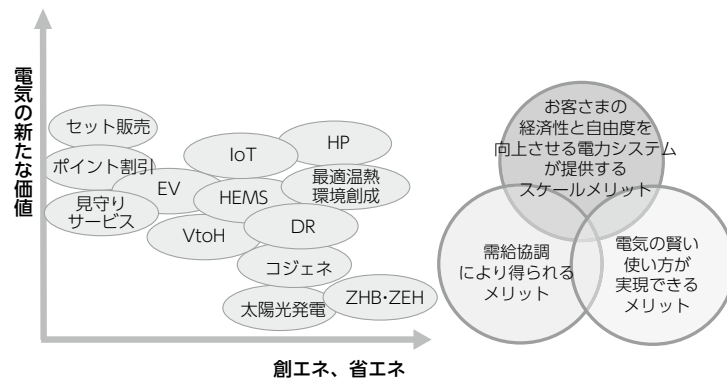 電気の新たな価値
セット販売
ポイント割引
見守り
サービス
EV
VtoH
IoT
HEMS
HP
最適温熱
環境創成
DR
コジェネ
太陽光発電
ZHB・ZEH
創エネ、省エネ
お客さまの
経済性と自由度を
向上させる電力システム
が提供する
スケールメリット
需給協調
により得られる
メリット
電気の賢い
使い方が
実現できる
メリット